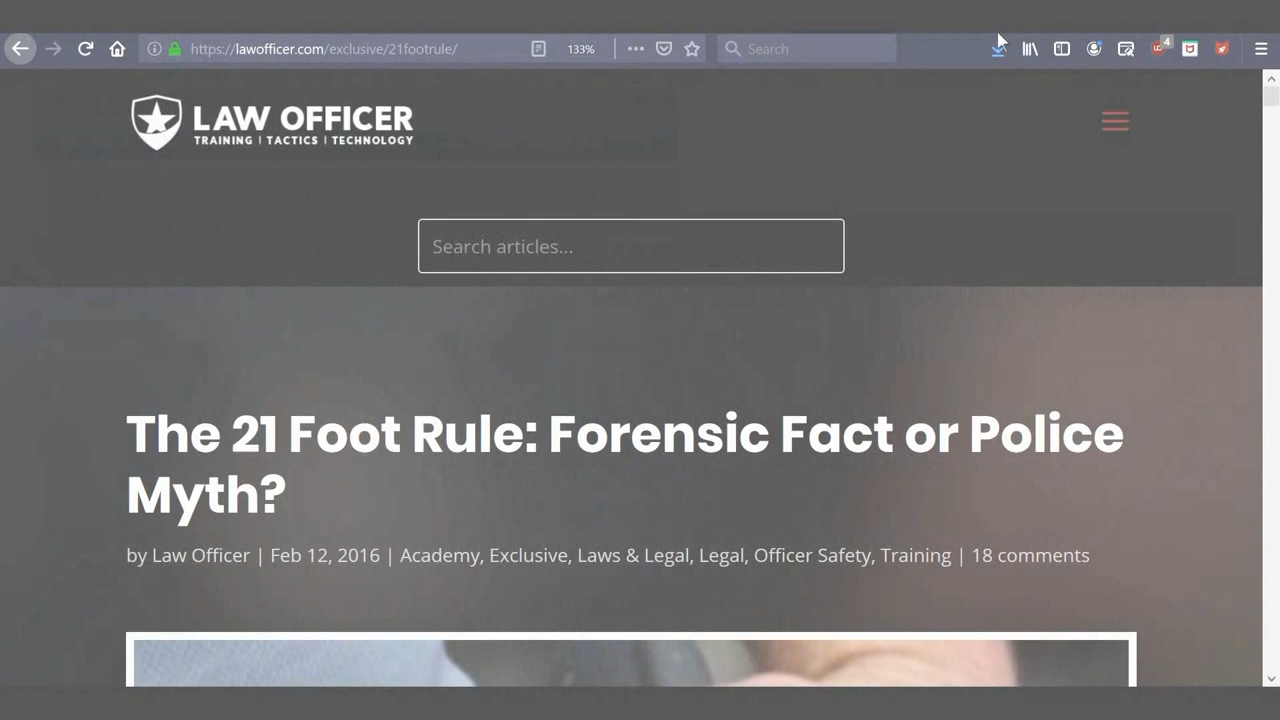 https://lawofficer.com/exclusive/21footrule/
133%
Search
4
LAW OFFICER
TRAINING | TACTICS | TECHNOLOGY
Search articles...
The 21 Foot Rule: Forensic Fact or Police
Myth?
by Law Officer | Feb 12, 2016 | Academy, Exclusive, Laws & Legal, Legal, Officer Safety, Training | 18 comments